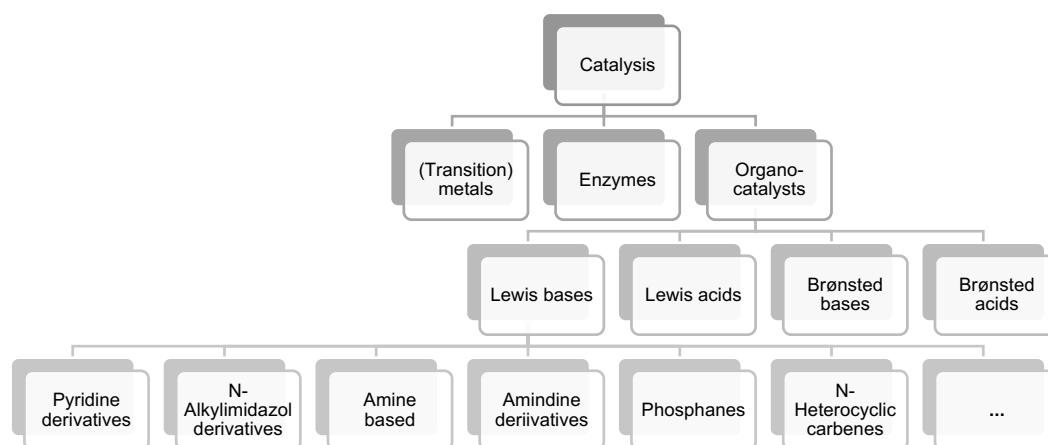 Catalysis
(Transition)
metals
Enzymes
Organo-
catalysts
Lewis bases
Lewis acids
Brønsted
bases
Brønsted
acids
Pyridine
derivatives
N-
Alkylimidazol
derivatives
Amine
based
Amindine
deriivatives
Phosphanes
N-
Heterocyclic
carbenes
...